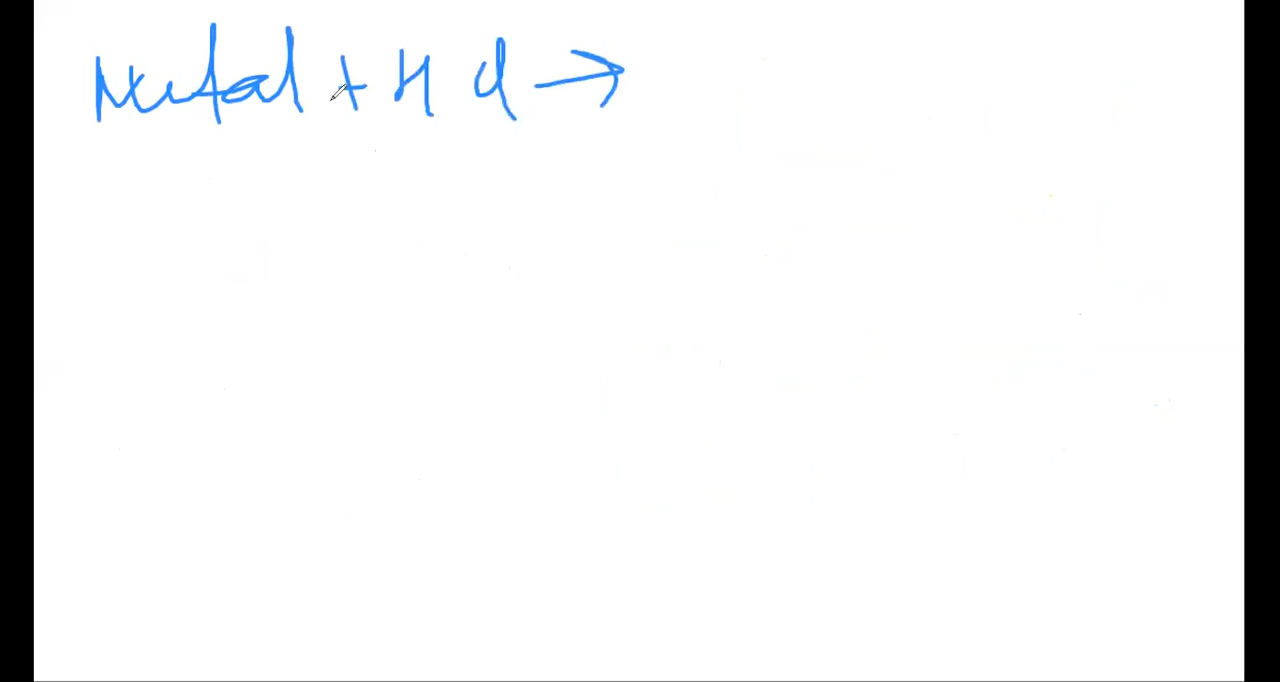 Metal + HCl →